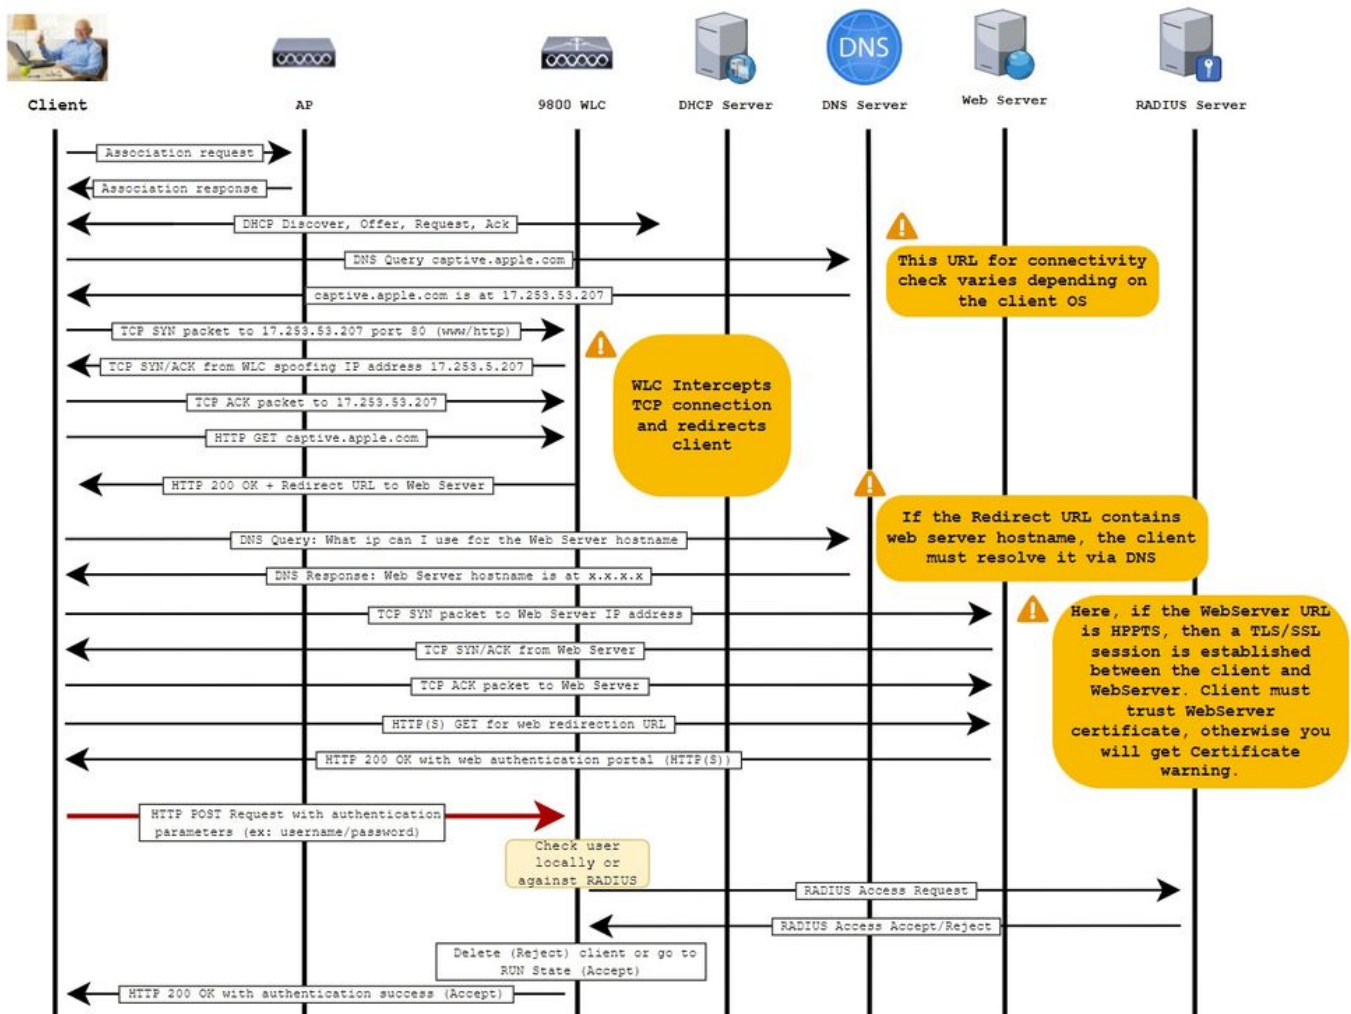 DNS
Client
AP
9800 WLC
DHCP Server
DNS Server
Web Server
RADIUS Server
Association request
Association response
DHCP Discover, Offer, Request, Ack
DNS Query captive.apple.com
This URL for connectivity
check varies depending on
the client OS
captive.apple.com is at 17.253.53.207
TCP SYN packet to 17.253.53.207 port 80 (www/http)
TCP SYN/ACK from WLC spoofing IP address 17.253.5.207
WLC Intercepts
TCP connection
and redirects
client
TCP ACK packet to 17.253.53.207
HTTP GET captive.apple.com
HTTP 200 OK + Redirect URL to Web Server
If the Redirect URL contains
web server hostname, the client
must resolve it via DNS
DNS Query: What ip can I use for the Web Server hostname
DNS Response: Web Server hostname is at x.x.x.x
TCP SYN packet to Web Server IP address
Here, if the WebServer URL
is HPPTS, then a TLS/SSL
session is established
between the client and
WebServer. Client must
trust WebServer
certificate, otherwise you
will get Certificate
warning.
TCP SYN/ACK from Web Server
TCP ACK packet to Web Server
HTTP(S) GET for web redirection URL
HTTP 200 OK with web authentication portal (HTTP(S))
HTTP POST Request with authentication
parameters (ex: username/password)
Check user
locally or
against RADIUS
RADIUS Access Request
RADIUS Access Accept/Reject
Delete (Reject) client or go to
RUN State (Accept)
HTTP 200 OK with authentication success (Accept)